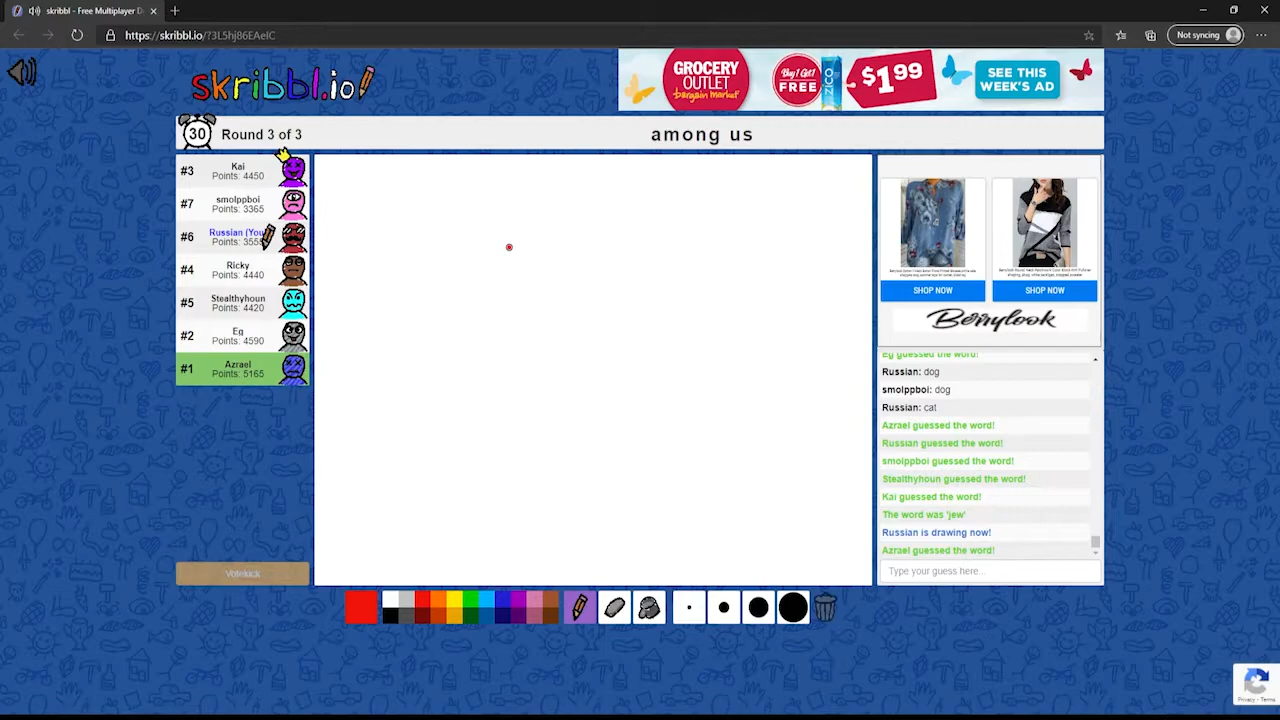 skribbl - Free Multiplayer D
https://skribbl.io/?3L5hj86EAeIC
Not syncing
skribbl.io
GROCERY
OUTLET
bargain market
Buy 1 Get 1
FREE
ZICO
$1.99
SEE THIS
WEEK'S AD
30
Round 3 of 3
among us
#3
Kai
Points: 4450
#7
smolppboi
Points: 3365
#6
Russian (You
Points: 3555
#4
Ricky
Points: 4440
#5
Stealthyhoun
Points: 4420
#2
Eg
Points: 4590
#1
Azrael
Points: 5165
Votekick
SHOP NOW
SHOP NOW
Berrylook
Eg guessed the word!
Russian: dog
smolppboi: dog
Russian: cat
Azrael guessed the word!
Russian guessed the word!
smolppboi guessed the word!
Stealthyhoun guessed the word!
Kai guessed the word!
The word was 'jew'
Russian is drawing now!
Azrael guessed the word!
Type your guess here...
Privacy - Terms